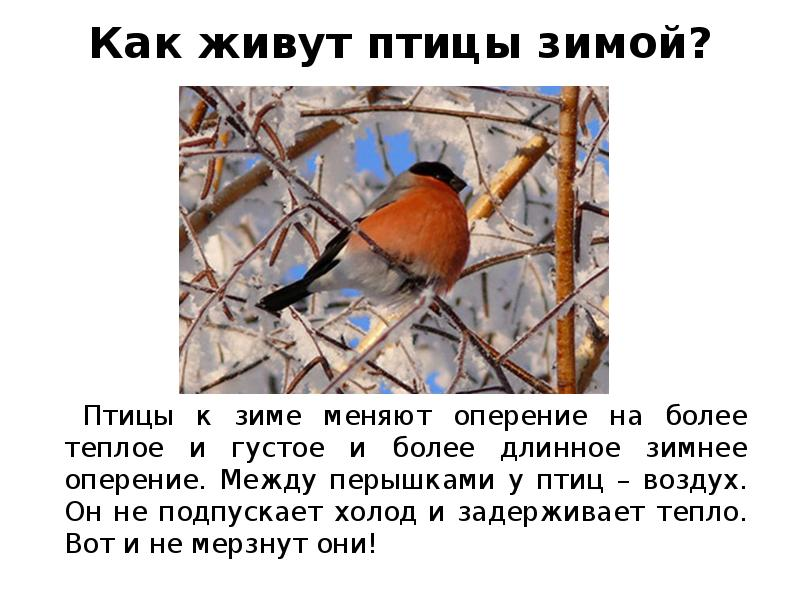 Как живут птицы зимой?
Птицы к зиме меняют оперение на более
теплое и густое и более длинное зимнее
оперение. Между перышками у птиц – воздух.
Он не подпускает холод и задерживает тепло.
Вот и не мерзнут они!